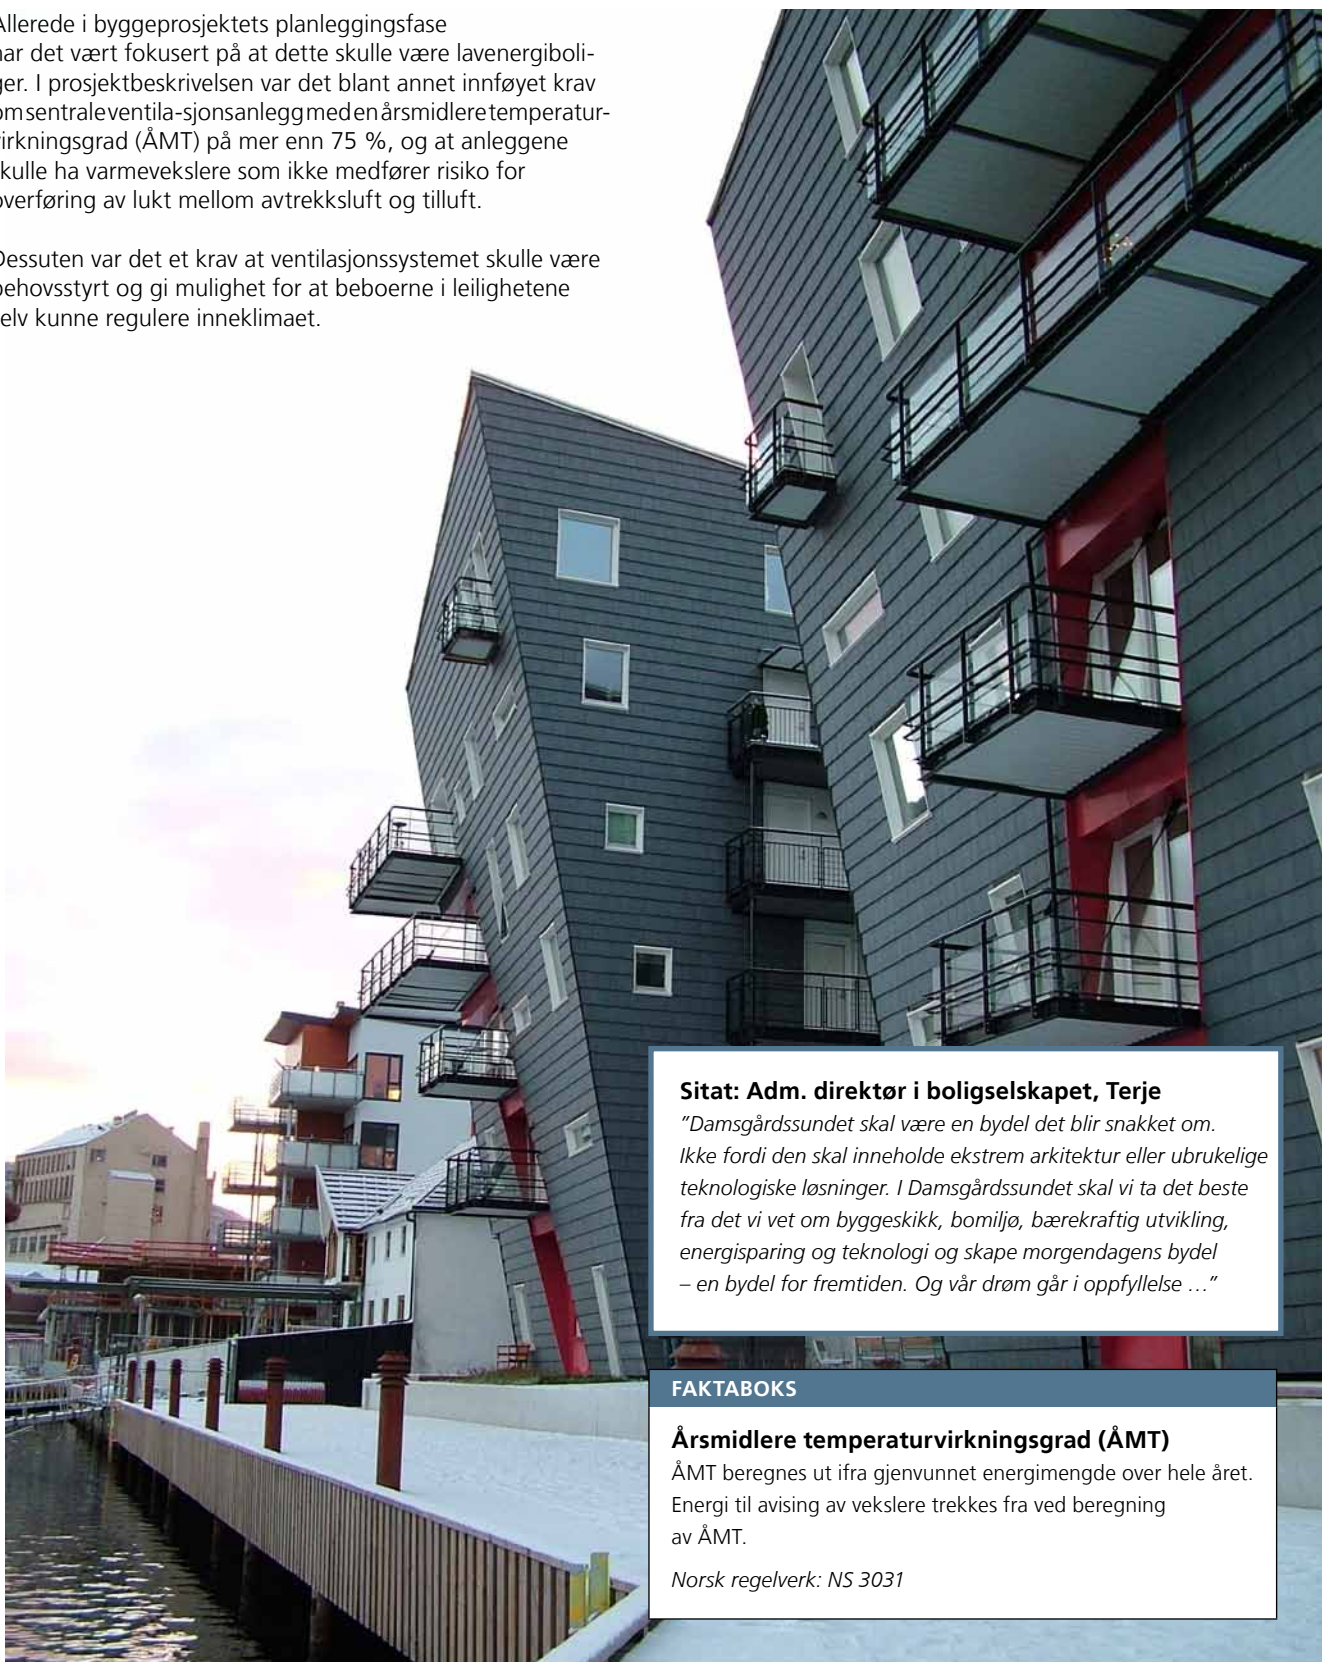 Allerede i byggeprosjektets planleggingsfase
har det vært fokusert på at dette skulle være lavenergiboli-
ger. I prosjektbeskrivelsen var det blant annet innføyet krav
om sentrale ventila-sjonsanlegg med en årsmidlere temperatur-
virkningsgrad (ÅMT) på mer enn 75 %, og at anleggene
skulle ha varmevekslere som ikke medfører risiko for
overføring av lukt mellom avtrekksluft og tilluft.
Dessuten var det et krav at ventilasjonssystemet skulle være
behovsstyrt og gi mulighet for at beboerne i leilighetene
selv kunne regulere inneklimaet.
Sitat: Adm. direktør i boligselskapet, Terje
”Damsgårdssundet skal være en bydel det blir snakket om.
Ikke fordi den skal inneholde ekstrem arkitektur eller ubrukelige
teknologiske løsninger. I Damsgårdssundet skal vi ta det beste
fra det vi vet om byggeskikk, bomiljø, bærekraftig utvikling,
energisparing og teknologi og skape morgendagens bydel
– en bydel for fremtiden. Og vår drøm går i oppfyllelse …”
FAKTABOKS
Årsmidlere temperaturvirkningsgrad (ÅMT)
ÅMT beregnes ut ifra gjenvunnet energimengde over hele året.
Energi til avising av vekslere trekkes fra ved beregning
av ÅMT.
Norsk regelverk: NS 3031